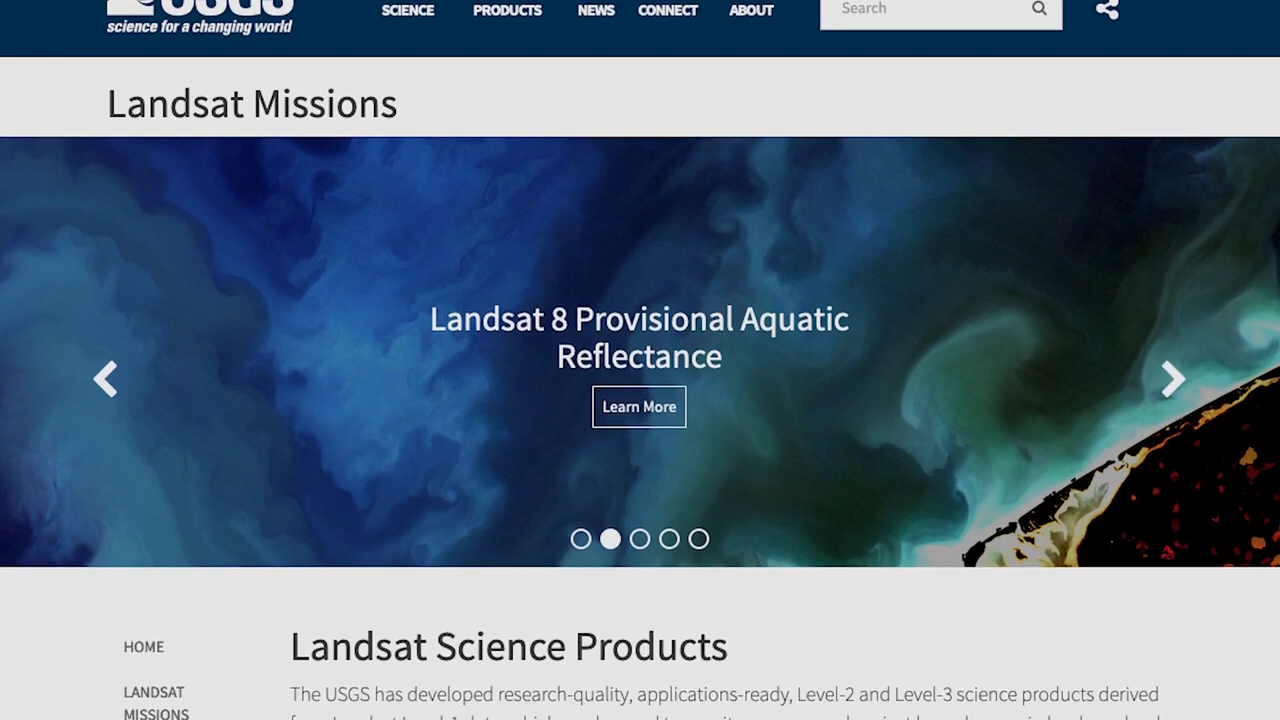 USGS
science for a changing world
SCIENCE PRODUCTS NEWS CONNECT ABOUT
Search
Landsat Missions
Landsat 8 Provisional Aquatic
Reflectance
Learn More
HOME
Landsat Science Products
LANDSAT
MISSIONS
The USGS has developed research-quality, applications-ready, Level-2 and Level-3 science products derived